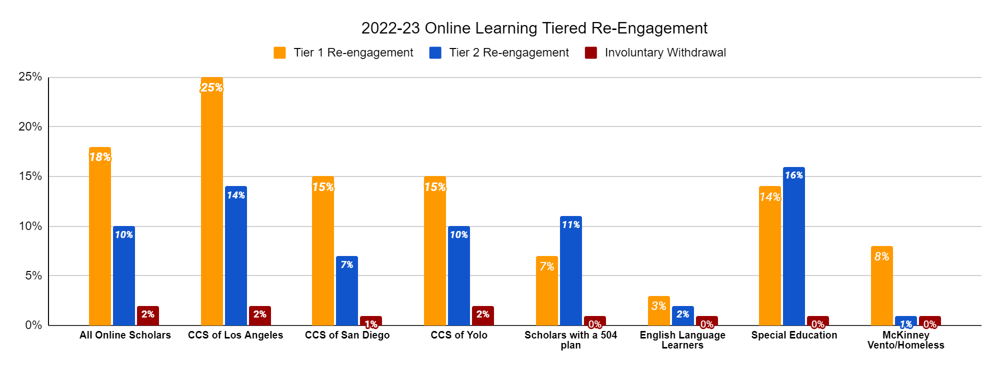 2022-23 Online Learning Tiered Re-Engagement
Tier 1 Re-engagement Tier 2 Re-engagement Involuntary Withdrawal
25%
20%
15%
10%
5%
0%
18% 10% 2%
25% 14% 2%
15% 7% 1%
15% 10% 2%
7% 11% 0%
3% 2% 0%
14% 16% 0%
8% 1% 0%
All Online Scholars
CCS of Los Angeles
CCS of San Diego
CCS of Yolo
Scholars with a 504
plan
English Language
Learners
Special Education
McKinney
Vento/Homeless